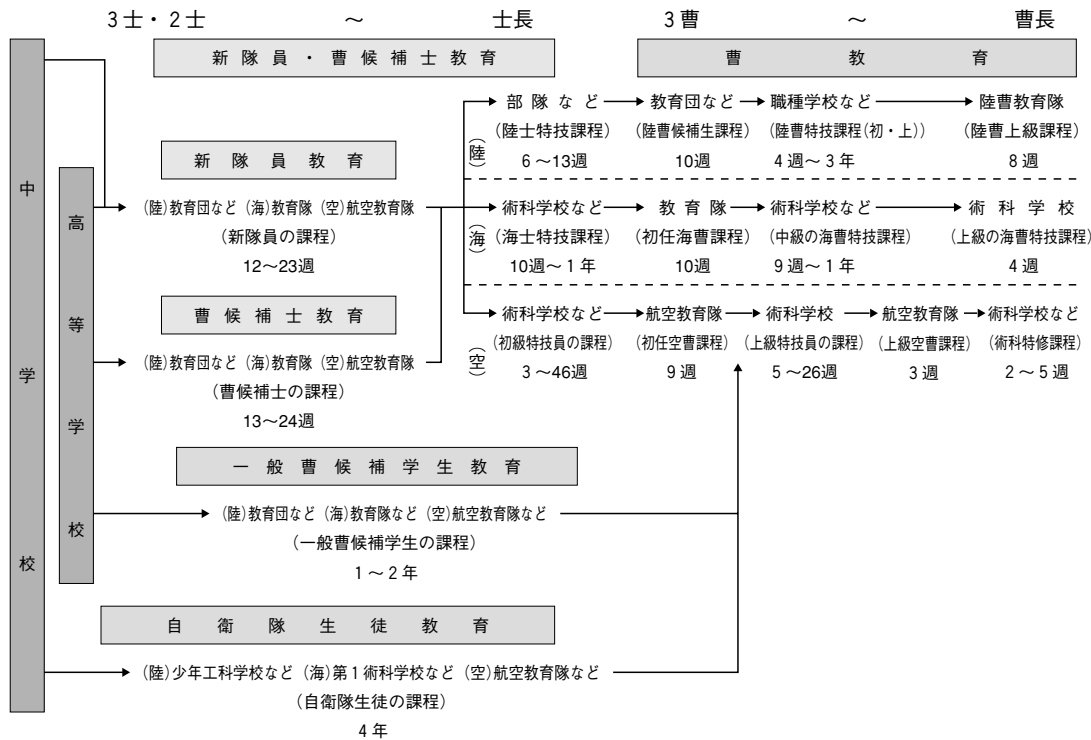 3士・2士 ～ 士長 3曹 ～ 曹長
新隊員・曹候補士教育 曹教育
中学校
高等学校
新隊員教育
(陸)教育団など (海)教育隊 (空)航空教育隊
(新隊員の課程)
12～23週
曹候補士教育
(陸)教育団など (海)教育隊 (空)航空教育隊
(曹候補士の課程)
13～24週
(陸)
部隊など 教育団など 職種学校など 陸曹教育隊
(陸士特技課程) (陸曹候補生課程) (陸曹特技課程(初・上)) (陸曹上級課程)
6～13週 10週 4週～3年 8週
(海)
術科学校など 教育隊 術科学校など 術科学校
(海士特技課程) (初任海曹課程) (中級の海曹特技課程) (上級の海曹特技課程)
10週～1年 10週 9週～1年 4週
(空)
術科学校など 航空教育隊 術科学校 航空教育隊 術科学校など
(初級特技員の課程) (初任空曹課程) (上級特技員の課程) (上級空曹課程) (術科特修課程)
3～46週 9週 5～26週 3週 2～5週
一般曹候補学生教育
(陸)教育団など (海)教育隊など (空)航空教育隊など
(一般曹候補学生の課程)
1～2年
自衛隊生徒教育
(陸)少年工科学校など (海)第1術科学校など (空)航空教育隊など
(自衛隊生徒の課程)
4年